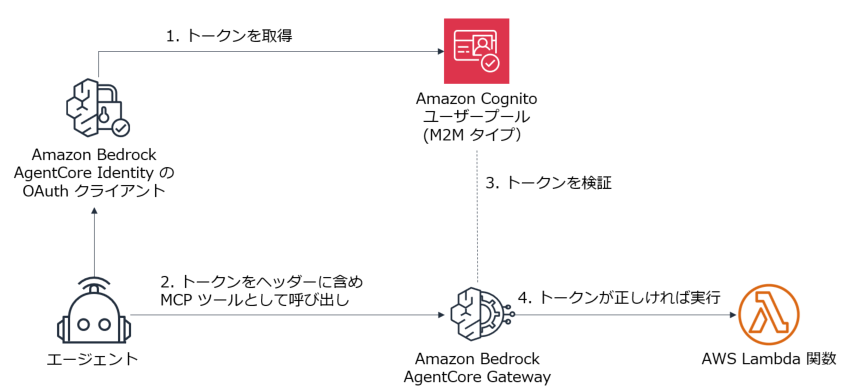 1. トークンを取得
Amazon Cognito
ユーザープール
(M2M タイプ）
Amazon Bedrock
AgentCore Identity の
OAuth クライアント
3. トークンを検証
2. トークンをヘッダーに含め
MCP ツールとして呼び出し
4. トークンが正しければ実行
エージェント
Amazon Bedrock
AgentCore Gateway
AWS Lambda 関数